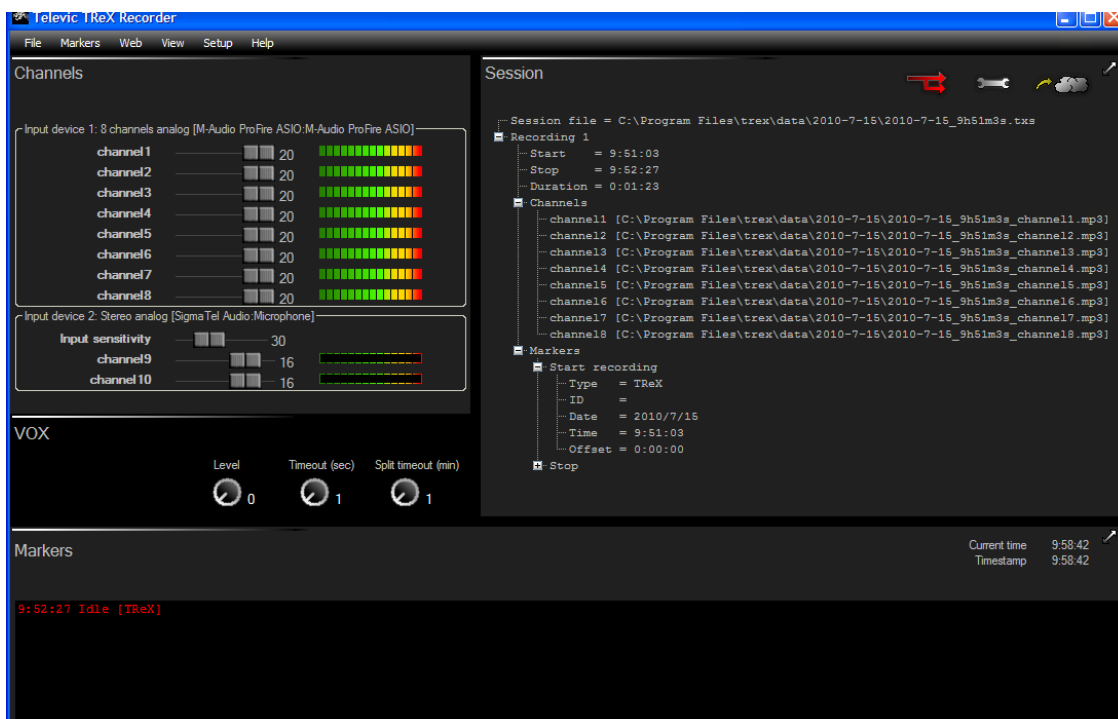 Televic TReX Recorder
File Markers Web View Setup Help
Channels
Input device 1: 8 channels analog [M-Audio ProFire ASIO:M-Audio ProFire ASIO]
channel1 20
channel2 20
channel3 20
channel4 20
channel5 20
channel6 20
channel7 20
channel8 20
Input device 2: Stereo analog [SigmaTel Audio:Microphone]
Input sensitivity 30
channel9 16
channel10 16
VOX
Level Timeout (sec) Split timeout (min)
0 1 1
Session
Session file = C:\Program Files\trex\data\2010-7-15\2010-7-15_9h51m3s.txs
Recording 1
Start = 9:51:03
Stop = 9:52:27
Duration = 0:01:23
Channels
channel1 [C:\Program Files\trex\data\2010-7-15\2010-7-15_9h51m3s_channel1.mp3]
channel2 [C:\Program Files\trex\data\2010-7-15\2010-7-15_9h51m3s_channel2.mp3]
channel3 [C:\Program Files\trex\data\2010-7-15\2010-7-15_9h51m3s_channel3.mp3]
channel4 [C:\Program Files\trex\data\2010-7-15\2010-7-15_9h51m3s_channel4.mp3]
channel5 [C:\Program Files\trex\data\2010-7-15\2010-7-15_9h51m3s_channel5.mp3]
channel6 [C:\Program Files\trex\data\2010-7-15\2010-7-15_9h51m3s_channel6.mp3]
channel7 [C:\Program Files\trex\data\2010-7-15\2010-7-15_9h51m3s_channel7.mp3]
channel8 [C:\Program Files\trex\data\2010-7-15\2010-7-15_9h51m3s_channel8.mp3]
Markers
Start recording
Type = TReX
ID =
Date = 2010/7/15
Time = 9:51:03
Offset = 0:00:00
Stop
Markers
Current time 9:58:42
Timestamp 9:58:42
9:52:27 Idle [TReX]